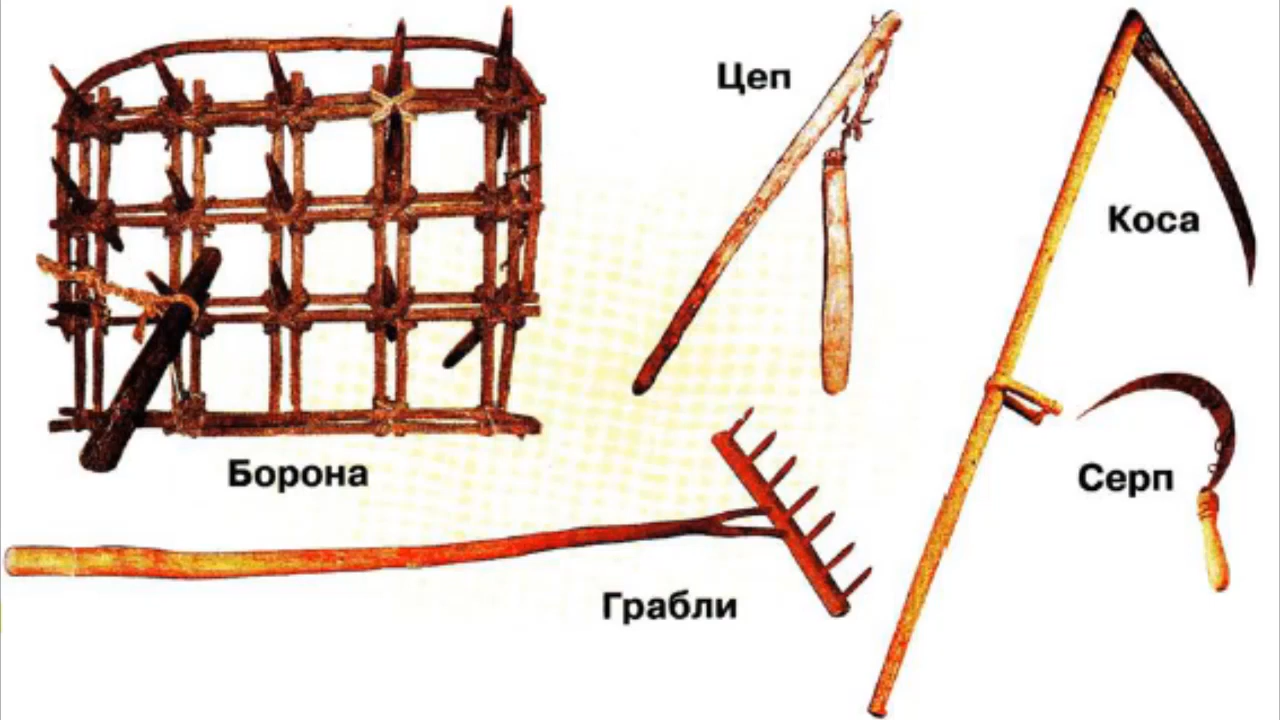 Цеп
Коса
Борона
Серп
Грабли